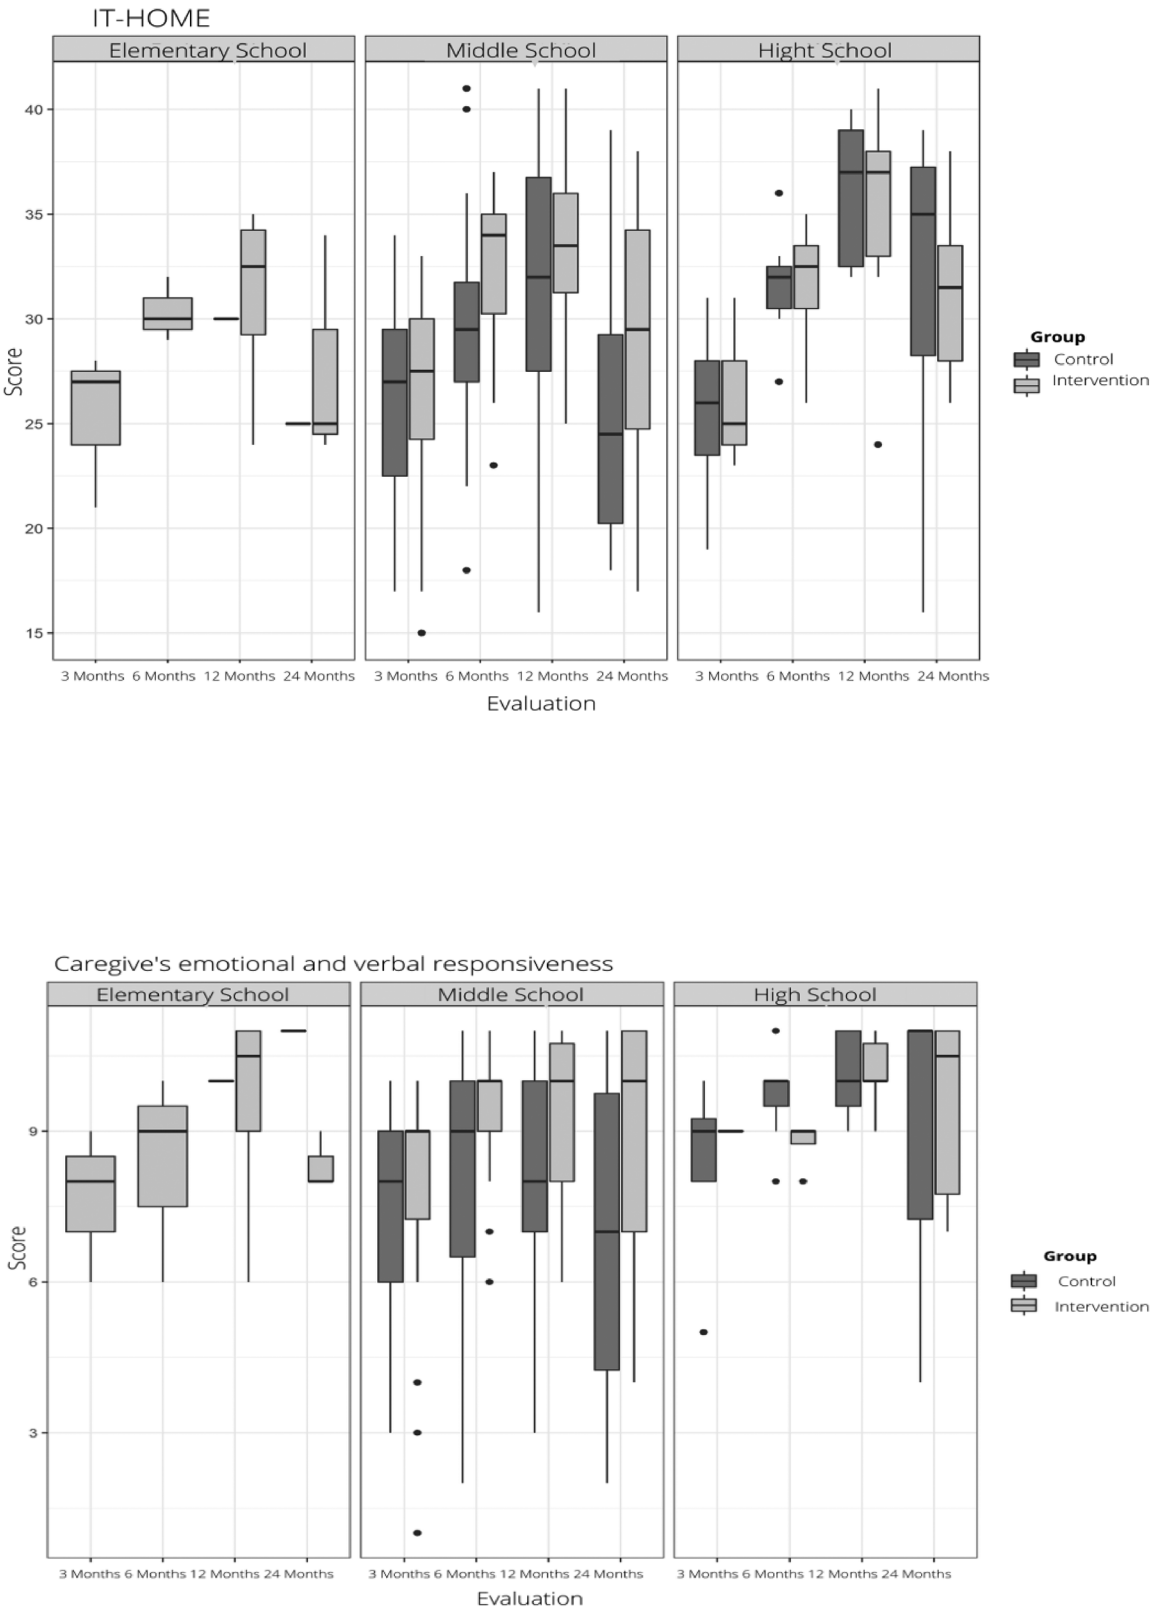 IT-HOME
Elementary School Middle School Hight School
40
35
30
25
20
15
Score
3 Months 6 Months 12 Months 24 Months 3 Months 6 Months 12 Months 24 Months 3 Months 6 Months 12 Months 24 Months
Evaluation
Group
Control
Intervention
Caregive's emotional and verbal responsiveness
Elementary School Middle School High School
9
6
3
Score
3 Months 6 Months 12 Months 24 Months 3 Months 6 Months 12 Months 24 Months 3 Months 6 Months 12 Months 24 Months
Evaluation
Group
Control
Intervention